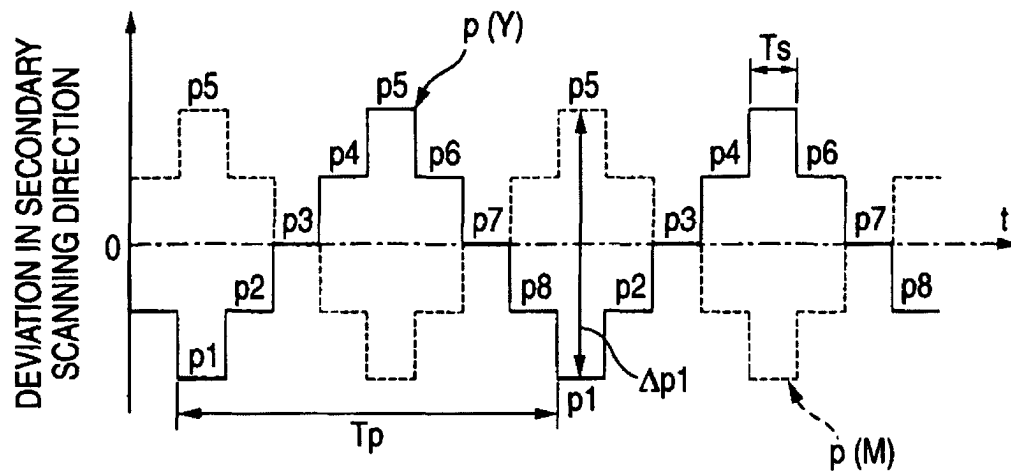 DEVIATION IN SECONDARY
SCANNING DIRECTION
p (Y)
Ts
p5
p5
p5
p4
p6
p4
p6
p3
p7
p3
p7
t
0
p2
p8
p2
p8
p1
p1
Δp1
Tp
p (M)